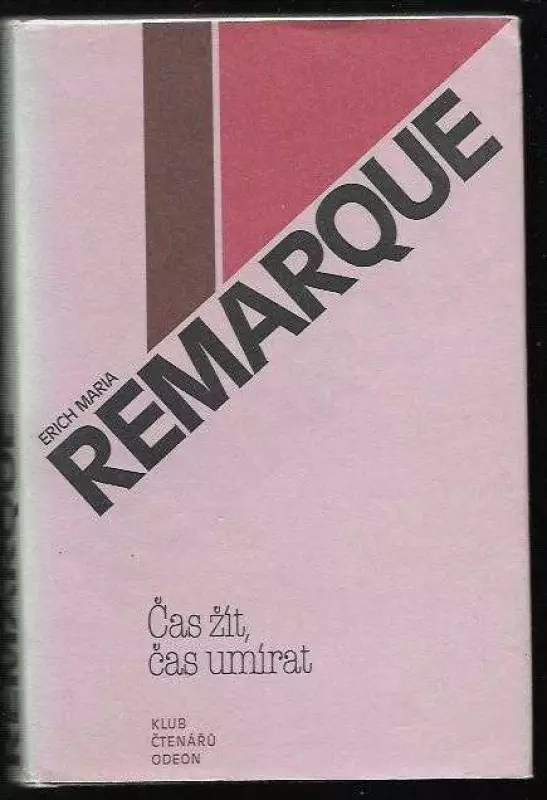 ERICH MARIA
REMARQUE
Čas žít,
čas umírat
KLUB
ČTENÁŘŮ
ODEON